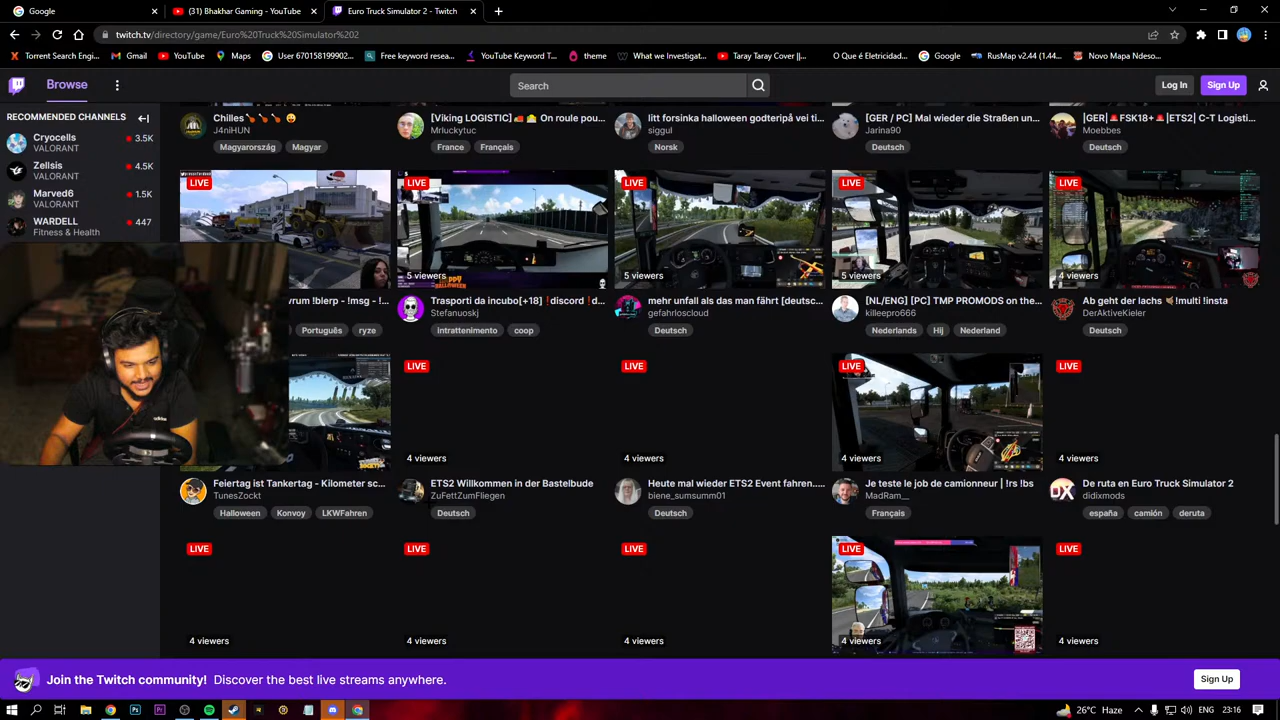 Google
(31) Bhakhar Gaming - YouTube
Euro Truck Simulator 2 - Twitch
twitch.tv/directory/game/Euro%20Truck%20Simulator%202
Torrent Search Engi...
Gmail
YouTube
Maps
User 670158199902...
Free keyword resea...
YouTube Keyword T...
theme
What we Investigat...
Taray Taray Cover ||...
O Que é Eletricidad...
Google
RusMap v2.44 (1.44...
Novo Mapa Ndeso...
Browse
Search
Log In
Sign Up
RECOMMENDED CHANNELS
Cryocells
VALORANT
3.5K
Zellsis
VALORANT
4.5K
Marved6
VALORANT
1.5K
WARDELL
Fitness & Health
447
Chilles
J4niHUN
Magyarország
Magyar
[Viking LOGISTIC] On roule pou...
Mrluckytuc
France
Français
litt forsinka halloween godteripå vei ti...
siggul
Norsk
[GER / PC] Mal wieder die Straßen un...
Jarina90
Deutsch
FSK18+ |ETS2| C-T Logisti...
Moebbes
Deutsch
LIVE
LIVE
5 viewers
LIVE
5 viewers
LIVE
5 viewers
LIVE
4 viewers
vrum !bierp - !msg - !...
Português
ryze
Trasporti da incubo[+18] !discord !d...
Stefanuoskj
intrattenimento
coop
mehr unfall als das man fährt [deutsc...
gefahrloscloud
Deutsch
[NL/ENG] [PC] TMP PROMODS on the...
killeepro666
Nederlands
Hij
Nederland
Ab geht der lachs !multi !insta
DerAktiveKieler
Deutsch
LIVE
4 viewers
LIVE
4 viewers
LIVE
4 viewers
LIVE
4 viewers
Feiertag ist Tankertag - Kilometer sc...
TunesZockt
Halloween
Konvoy
LKWFahren
ETS2 Willkommen in der Bastelbude
ZuFettZumFliegen
Deutsch
Heute mal wieder ETS2 Event fahren....
biene_sumsumm01
Deutsch
Je teste le job de camionneur | !rs !bs
MadRam__
Français
De ruta en Euro Truck Simulator 2
didixmods
españa
camión
deruta
LIVE
4 viewers
LIVE
4 viewers
LIVE
4 viewers
LIVE
4 viewers
LIVE
4 viewers
Join the Twitch community! Discover the best live streams anywhere.
Sign Up
26°C Haze
ENG
23:16